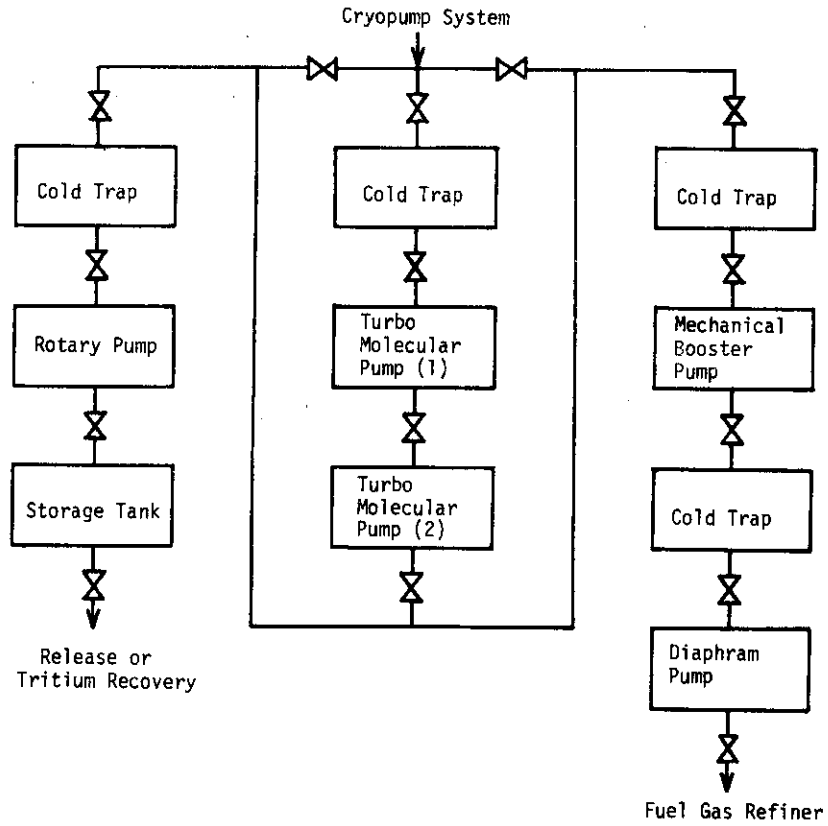 Cryopump System
Cold Trap
Rotary Pump
Storage Tank
Release or
Tritium Recovery
Cold Trap
Turbo
Molecular
Pump (1)
Turbo
Molecular
Pump (2)
Cold Trap
Mechanical
Booster
Pump
Cold Trap
Diaphram
Pump
Fuel Gas Refiner